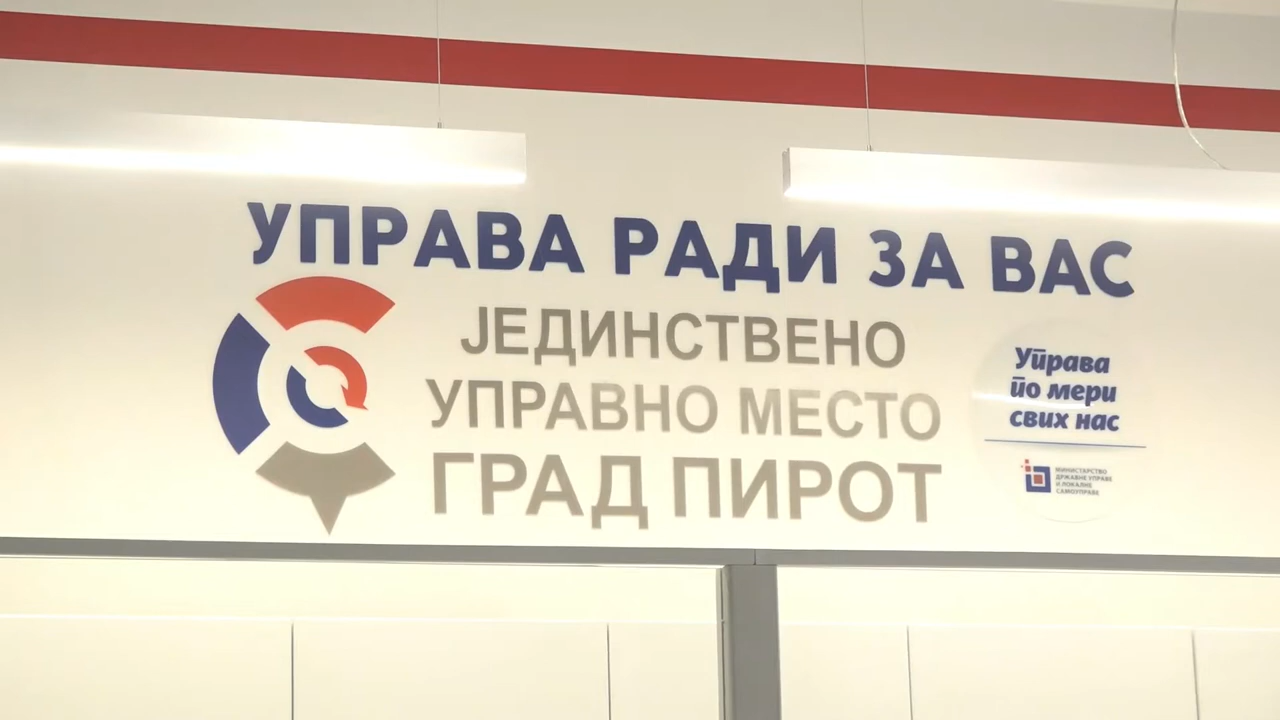 УПРАВА РАДИ ЗА ВАС
ЈЕДИНСТВЕНО
УПРАВНО МЕСТО
ГРАД ПИРОТ
Управа
по мери
свих нас
МИНИСТАРСТВО
ДРЖАВНЕ УПРАВЕ
И ЛОКАЛНЕ
САМОУПРАВЕ